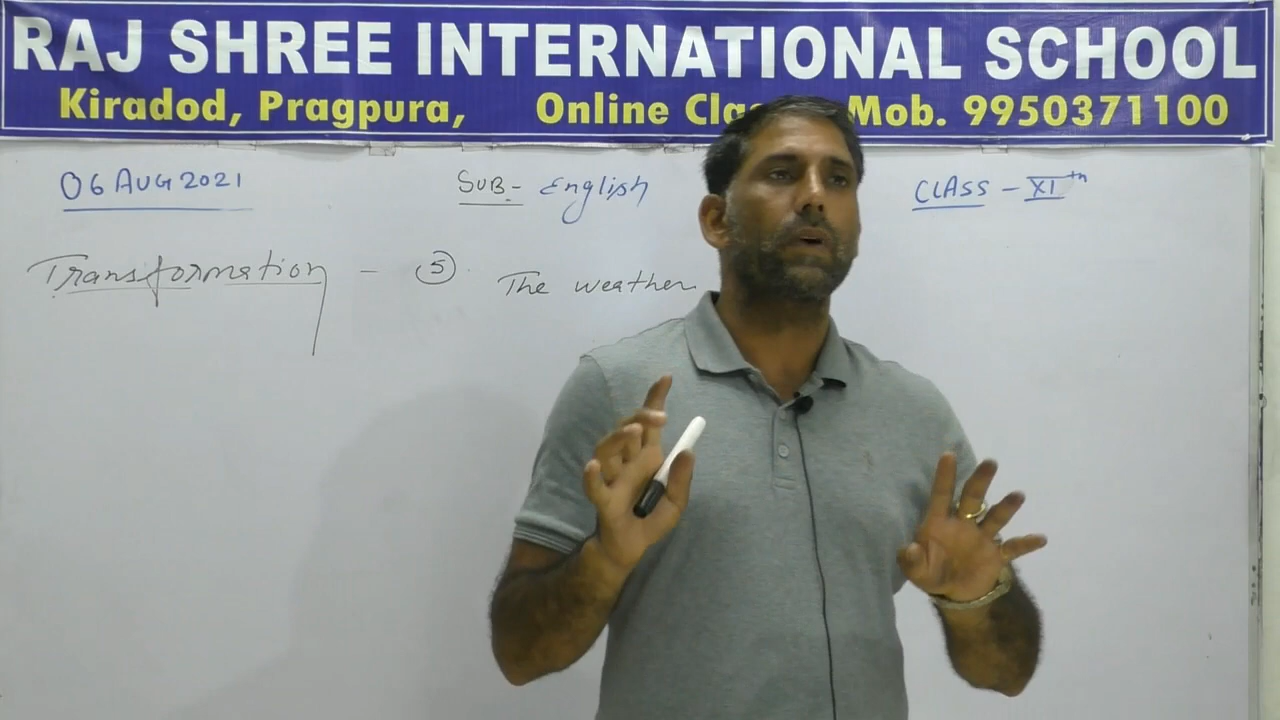 RAJ SHREE INTERNATIONAL SCHOOL
Kiradod, Pragpura, Online Mob. 9950371100
06 AUG 2021 SUB- English CLASS - XIth
Transformation - 5. The weather